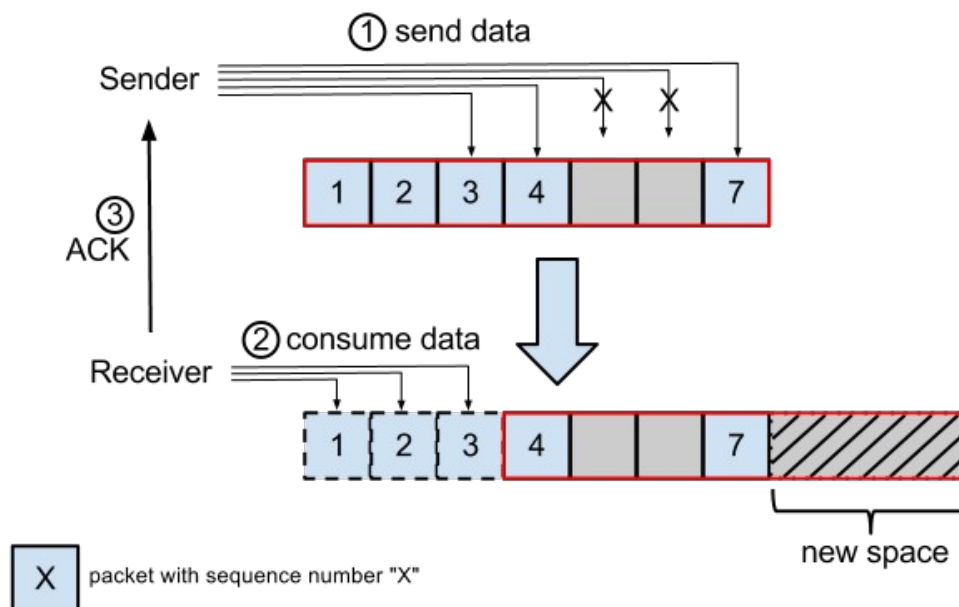 ① send data
Sender
X X
1 2 3 4 7
③
ACK
② consume data
Receiver
1 2 3 4 7
new space
X packet with sequence number "X"